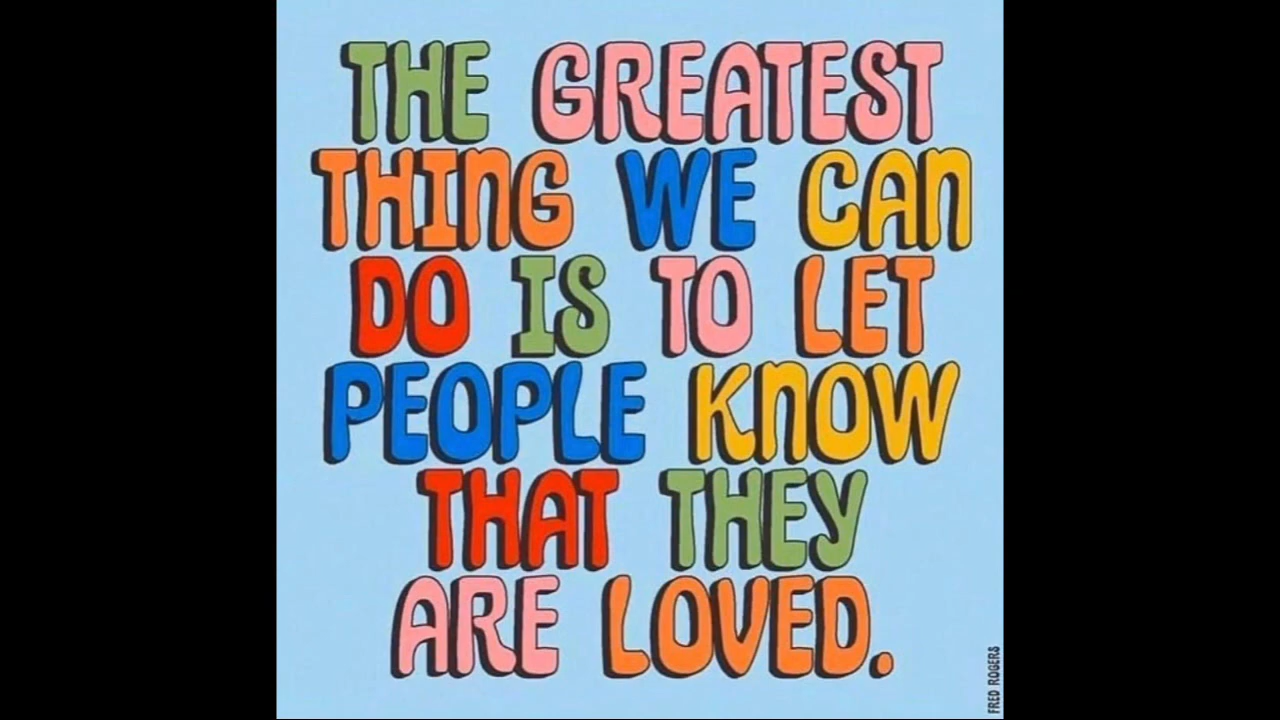 THE GREATEST
THING WE CAN
DO IS TO LET
PEOPLE KNOW
THAT THEY
ARE LOVED.
FRED ROGERS